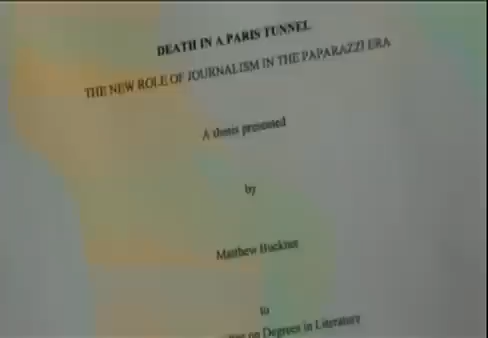 DEATH IN A PARIS TUNNEL
THE NEW ROLE OF JOURNALISM IN THE PAPARAZZI ERA
A thesis presented
by
Matthew Buckner
to
on Degrees in Literature